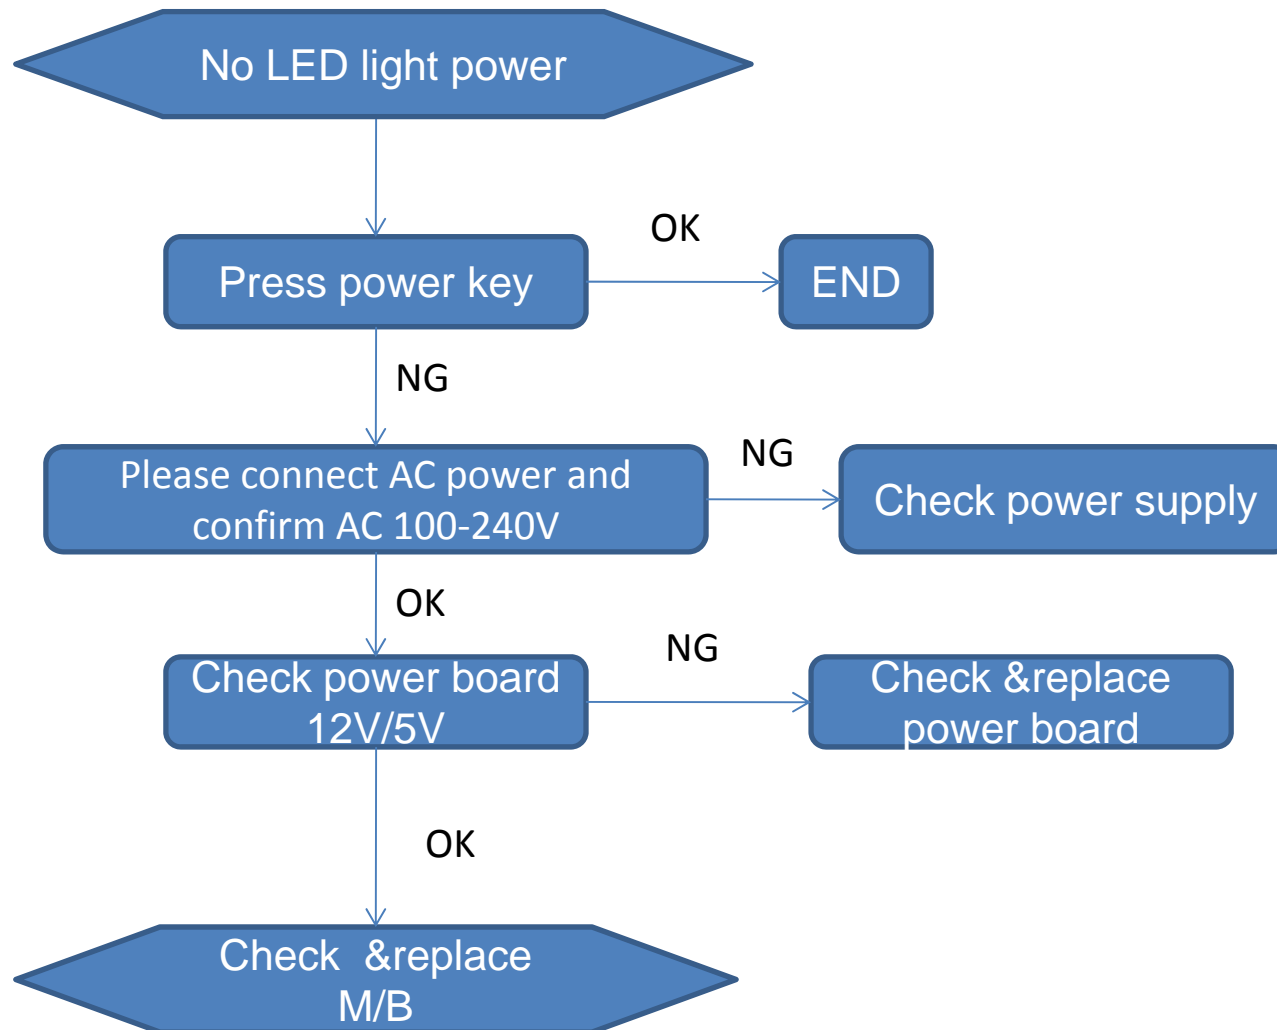 No LED light power
OK
Press power key
END
NG
Please connect AC power and
confirm AC 100-240V
NG
Check power supply
OK
Check power board
12V/5V
NG
Check &replace
power board
OK
Check  &replace
M/B